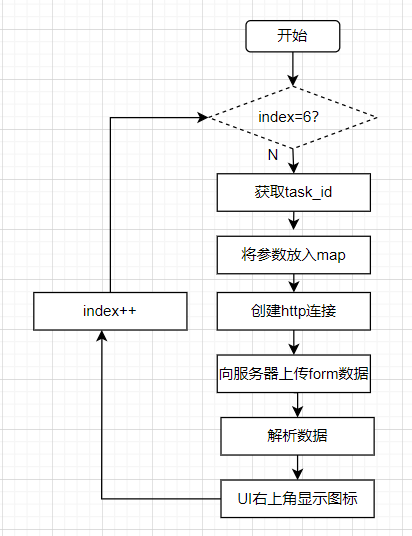 开始
index=6?
N
获取task_id
将参数放入map
创建http连接
index++
向服务器上传form数据
解析数据
UI右上角显示图标